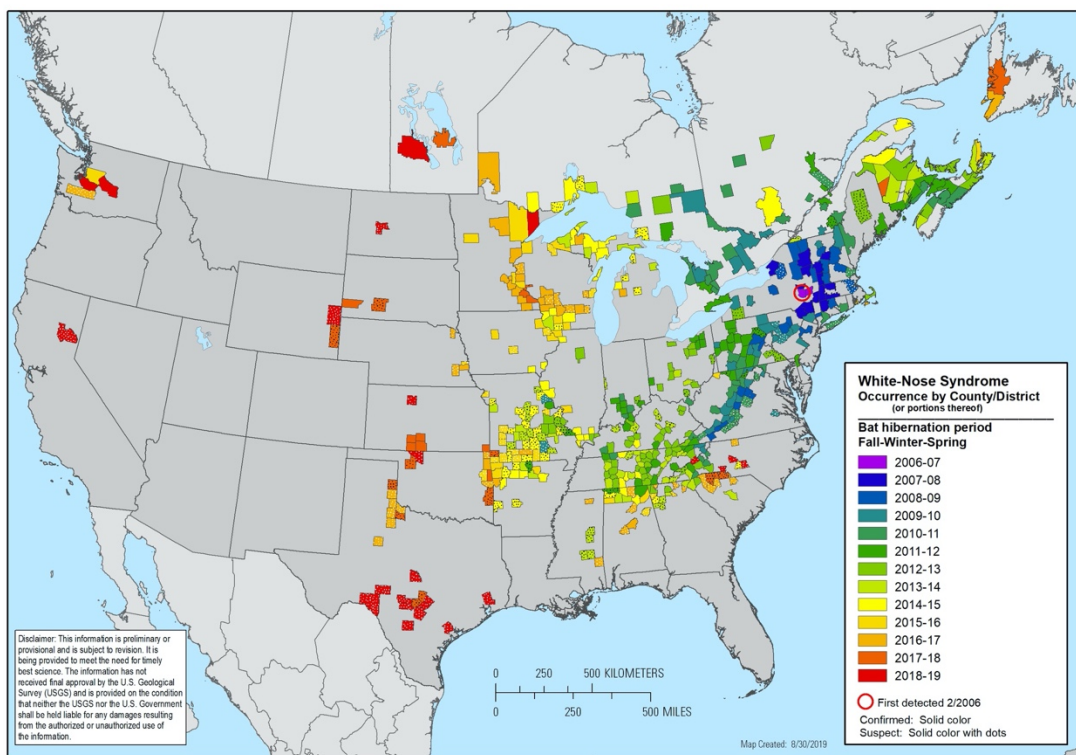 White-Nose Syndrome
Occurrence by County/District
(or portions thereof)
Bat hibernation period
Fall-Winter-Spring
2006-07
2007-08
2008-09
2009-10
2010-11
2011-12
2012-13
2013-14
2014-15
2015-16
2016-17
2017-18
2018-19
First detected 2/2006
Confirmed: Solid color
Suspect: Solid color with dots
Disclaimer: This information is preliminary or
provisional and is subject to revision. It is
being provided to meet the need for timely
best science. The information has not
received final approval by the U.S. Geological
Survey (USGS) and is provided on the condition
that neither the USGS nor the U.S. Government
shall be held liable for any damages resulting
from the authorized or unauthorized use of
the information.
0 250 500 KILOMETERS
0 250 500 MILES
Map Created: 8/30/2019